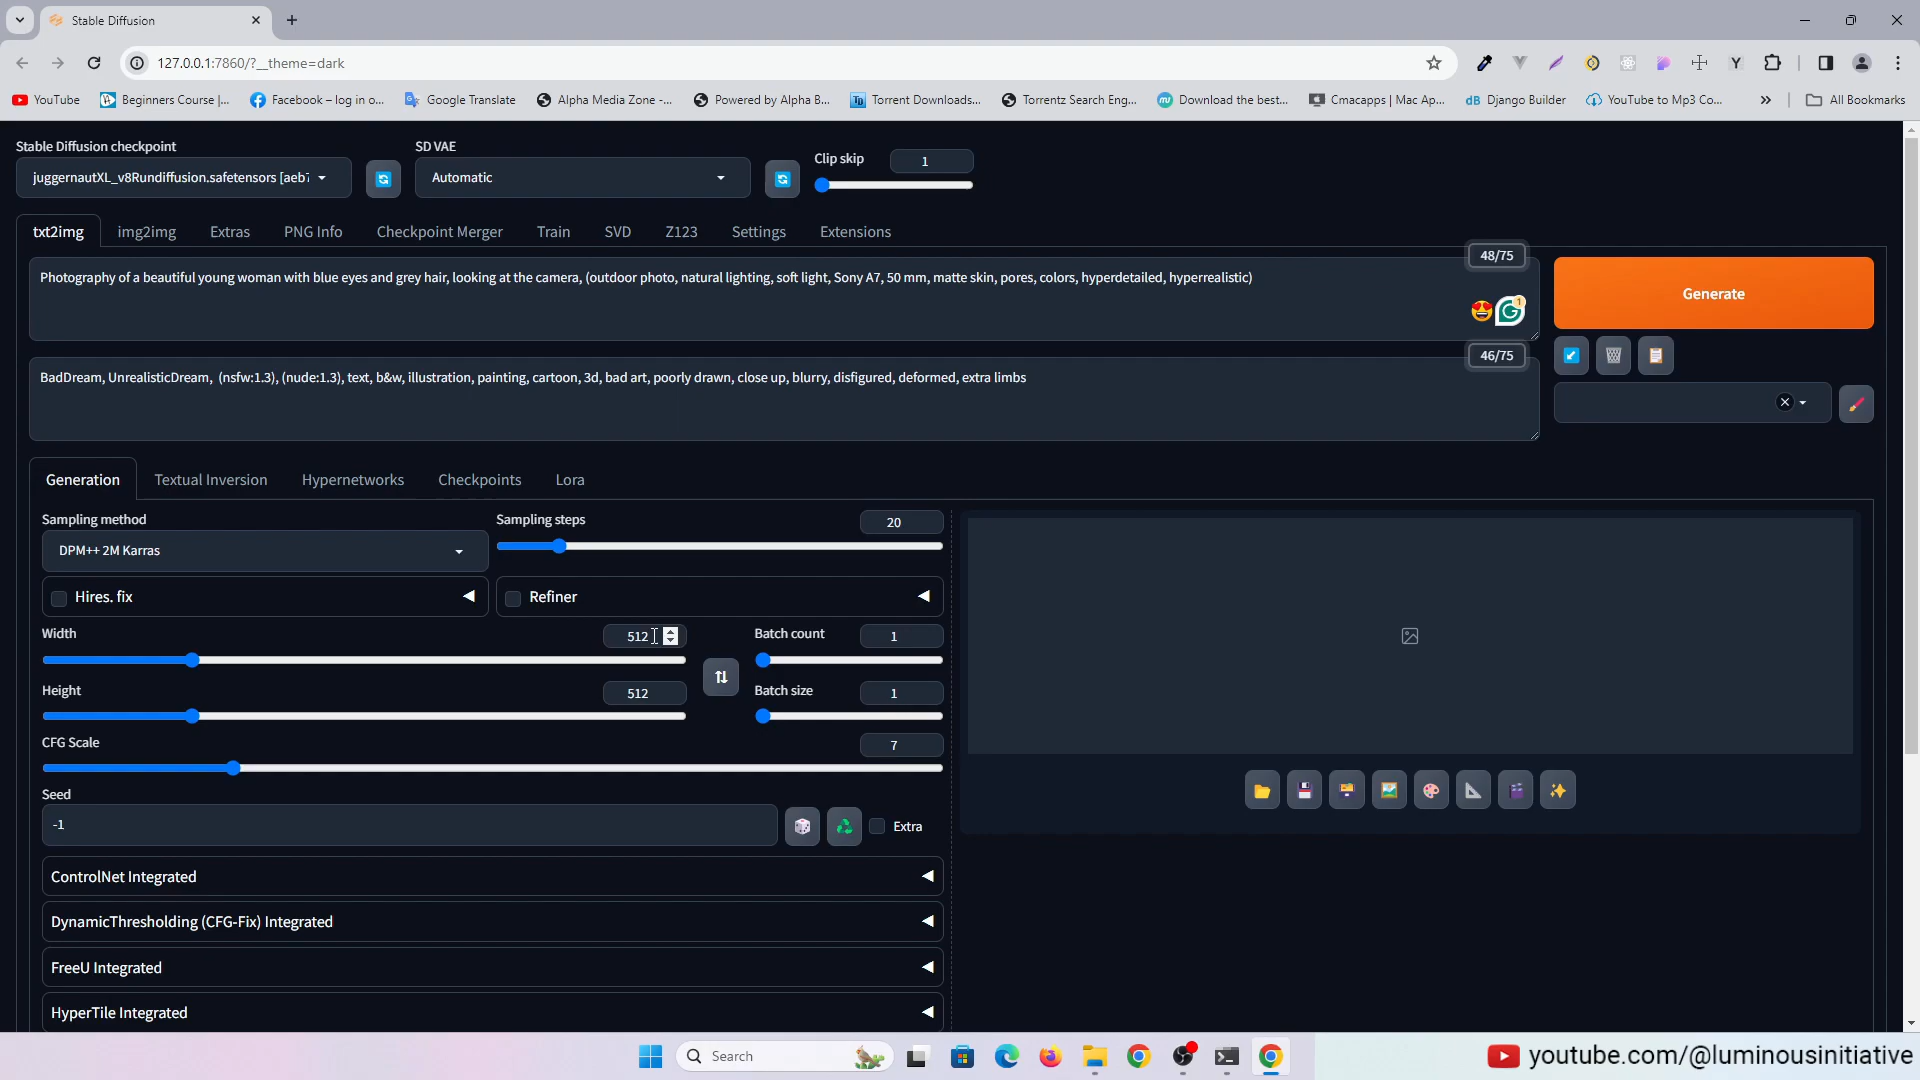 Stable Diffusion
127.0.0.1:7860/?__theme=dark
YouTube
Beginners Course |...
Facebook – log in o...
Google Translate
Alpha Media Zone -...
Powered by Alpha B...
Torrent Downloads...
Torrentz Search Eng...
Download the best...
Cmacapps | Mac Ap...
Django Builder
YouTube to Mp3 Co...
All Bookmarks
Stable Diffusion checkpoint
SD VAE
Clip skip
1
juggernautXL_v8Rundiffusion.safetensors [aeb7
Automatic
txt2img
img2img
Extras
PNG Info
Checkpoint Merger
Train
SVD
Z123
Settings
Extensions
48/75
Photography of a beautiful young woman with blue eyes and grey hair, looking at the camera, (outdoor photo, natural lighting, soft light, Sony A7, 50 mm, matte skin, pores, colors, hyperdetailed, hyperrealistic)
Generate
46/75
BadDream, UnrealisticDream, (nsfw:1.3), (nude:1.3), text, b&w, illustration, painting, cartoon, 3d, bad art, poorly drawn, close up, blurry, disfigured, deformed, extra limbs
Generation
Textual Inversion
Hypernetworks
Checkpoints
Lora
Sampling method
Sampling steps
20
DPM++ 2M Karras
Hires. fix
Refiner
Width
512
Batch count
1
Height
512
Batch size
1
CFG Scale
7
Seed
-1
Extra
ControlNet Integrated
DynamicThresholding (CFG-Fix) Integrated
FreeU Integrated
HyperTile Integrated
Search
youtube.com/@luminousinitiative